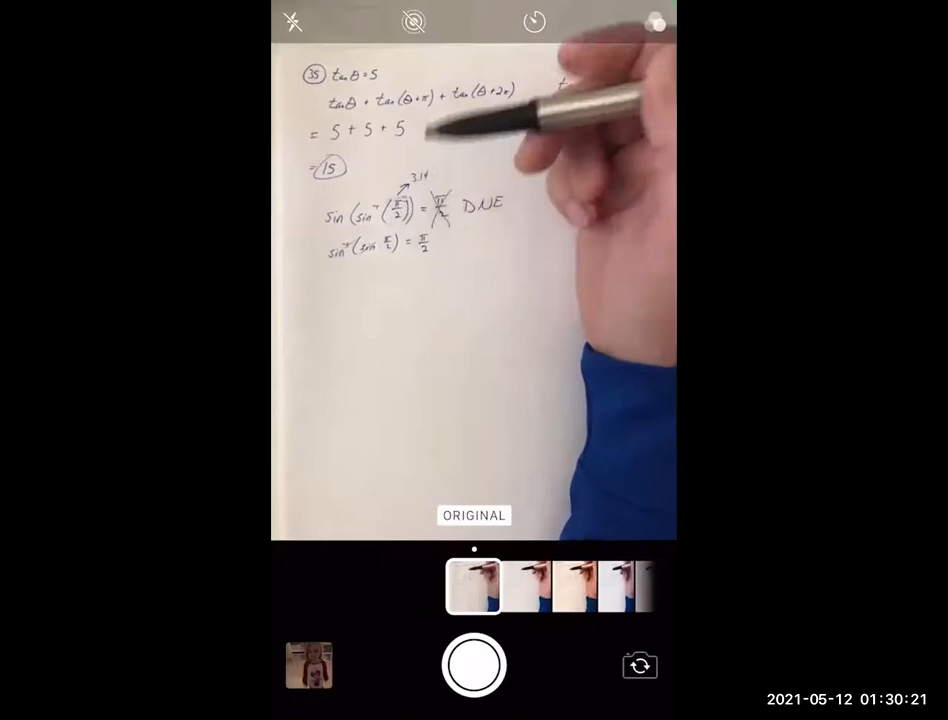 35 tan θ = 5
tan θ + tan(θ+π) + tan(θ+2π)
= 5 + 5 + 5
= 15
3.14
sin(sin⁻¹(π/2)) = π/2 DNE
sin⁻¹(sin π/2) = π/2
ORIGINAL
2021-05-12 01:30:21